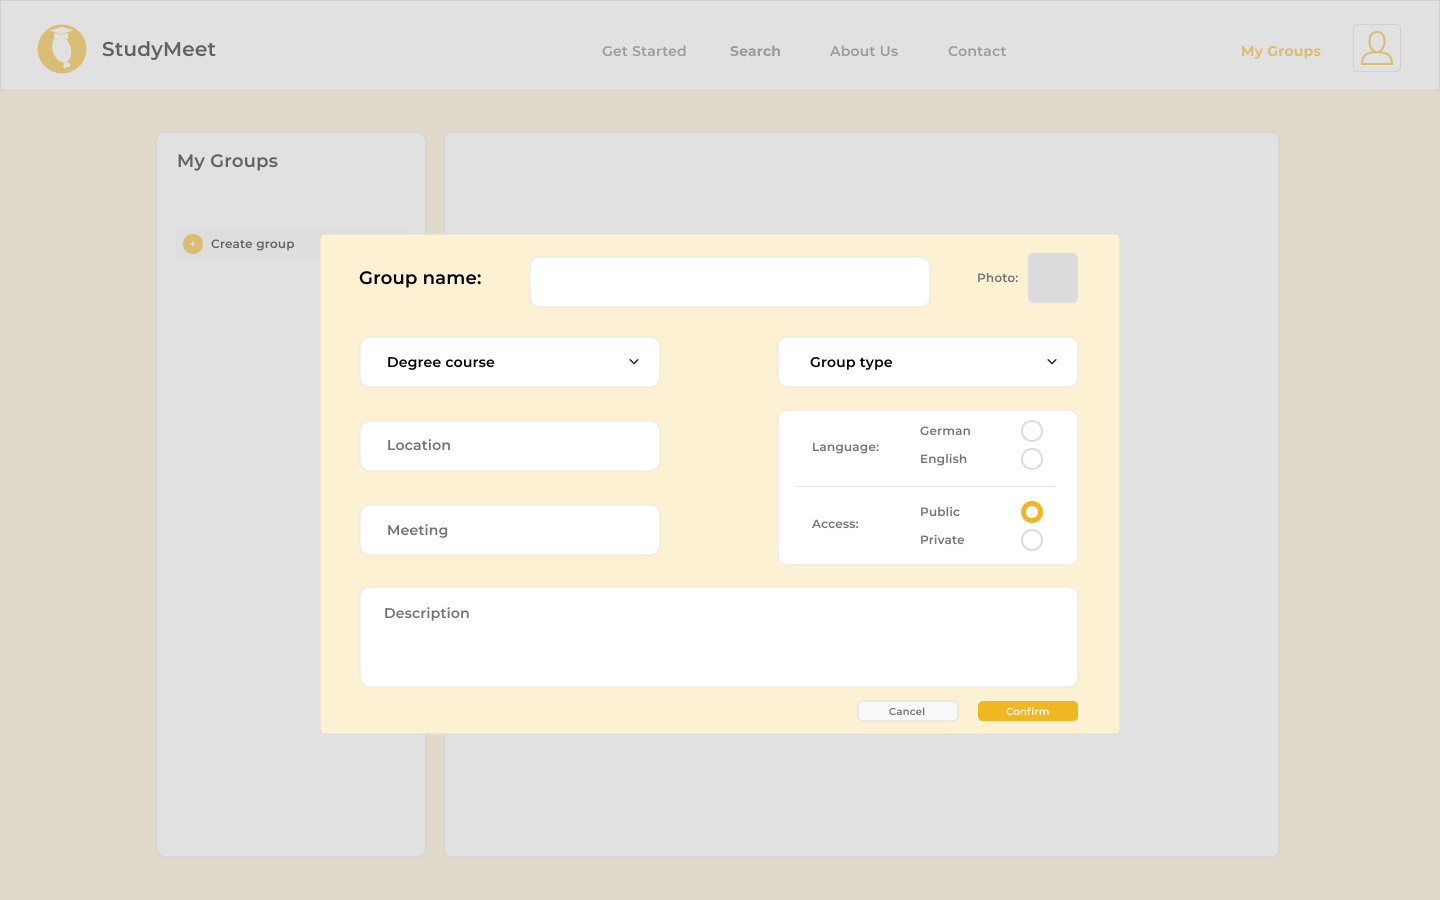 StudyMeet
Get Started
Search
About Us
Contact
My Groups
My Groups
+ Create group
Group name:
Photo:
Degree course
Group type
Location
Language:
German
English
Meeting
Access:
Public
Private
Description
Cancel
Confirm